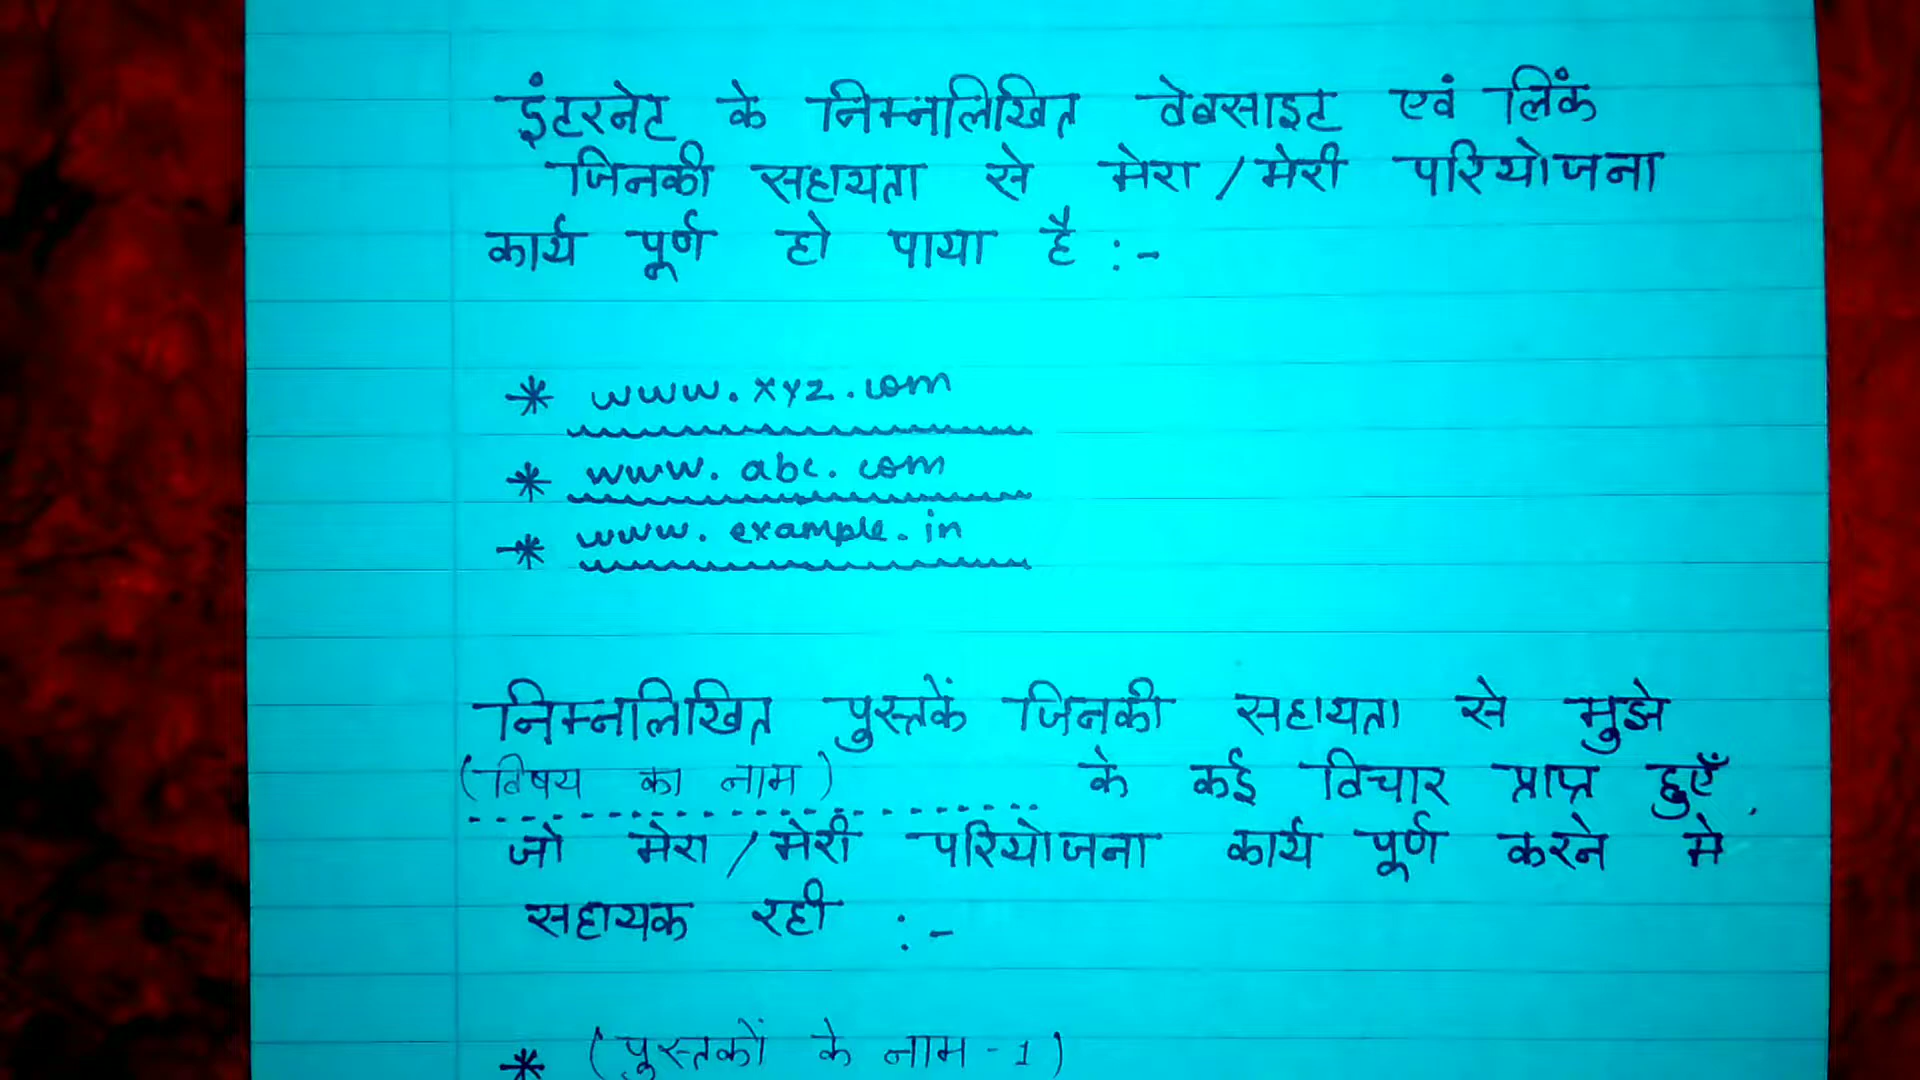 इंटरनेट के निम्नलिखित वेबसाइट एवं लिंक
जिनकी सहायता से मेरा / मेरी परियोजना
कार्य पूर्ण हो पाया है :-
* www.xyz.com
* www.abc.com
* www.example.in
निम्नलिखित पुस्तकें जिनकी सहायता से मुझे
(विषय का नाम) के कई विचार प्राप्त हुएँ
जो मेरा / मेरी परियोजना कार्य पूर्ण करने मे
सहायक रही :-
* (पुस्तकों के नाम - 1)